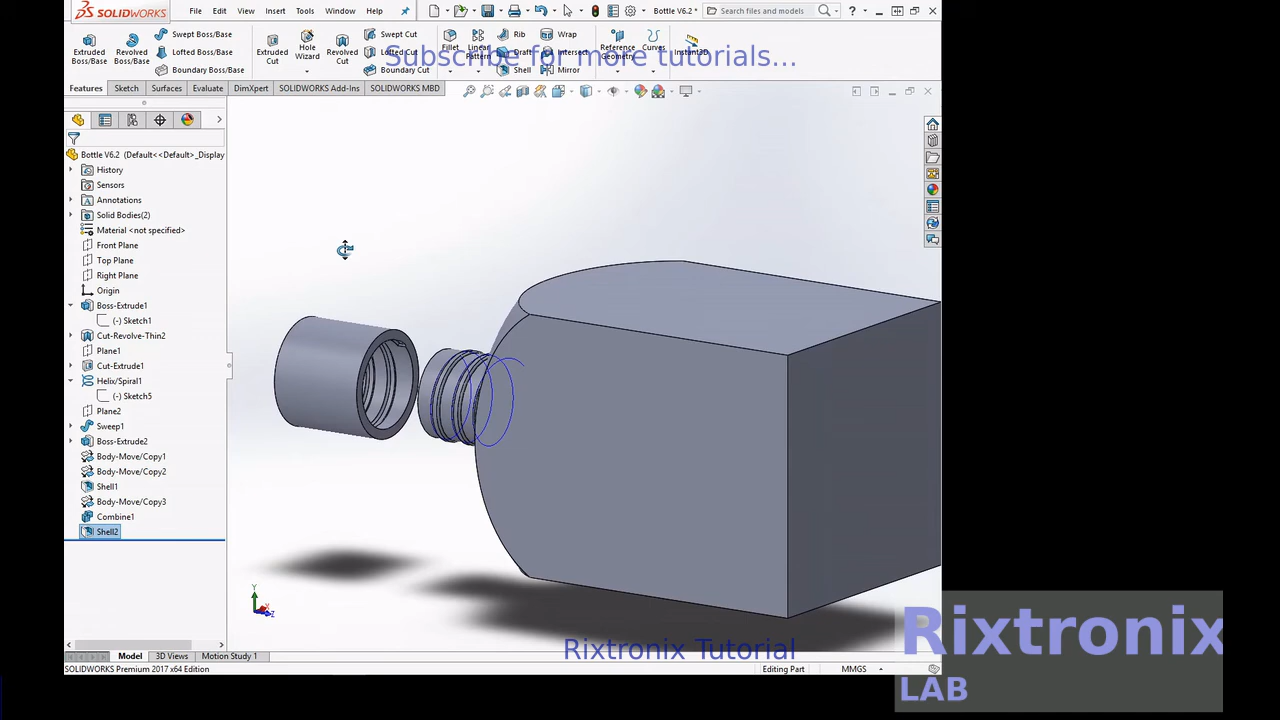 SOLIDWORKS
File Edit View Insert Tools Window Help
Bottle V6.2 *
Search files and models
Extruded Boss/Base
Revolved Boss/Base
Swept Boss/Base
Lofted Boss/Base
Boundary Boss/Base
Extruded Cut
Hole Wizard
Revolved Cut
Swept Cut
Lofted Cut
Boundary Cut
Fillet
Linear Pattern
Rib
Draft
Shell
Wrap
Intersect
Mirror
Reference Geometry
Curves
Instant3D
Subscribe for more tutorials...
Features Sketch Surfaces Evaluate DimXpert SOLIDWORKS Add-Ins SOLIDWORKS MBD
Bottle V6.2 (Default<<Default>_Display
History
Sensors
Annotations
Solid Bodies(2)
Material <not specified>
Front Plane
Top Plane
Right Plane
Origin
Boss-Extrude1
(-) Sketch1
Cut-Revolve-Thin2
Plane1
Cut-Extrude1
Helix/Spiral1
(-) Sketch5
Plane2
Sweep1
Boss-Extrude2
Body-Move/Copy1
Body-Move/Copy2
Shell1
Body-Move/Copy3
Combine1
Shell2
Y
X
Z
Rixtronix
LAB
Rixtronix Tutorial
Model 3D Views Motion Study 1
SOLIDWORKS Premium 2017 x64 Edition
Editing Part
MMGS